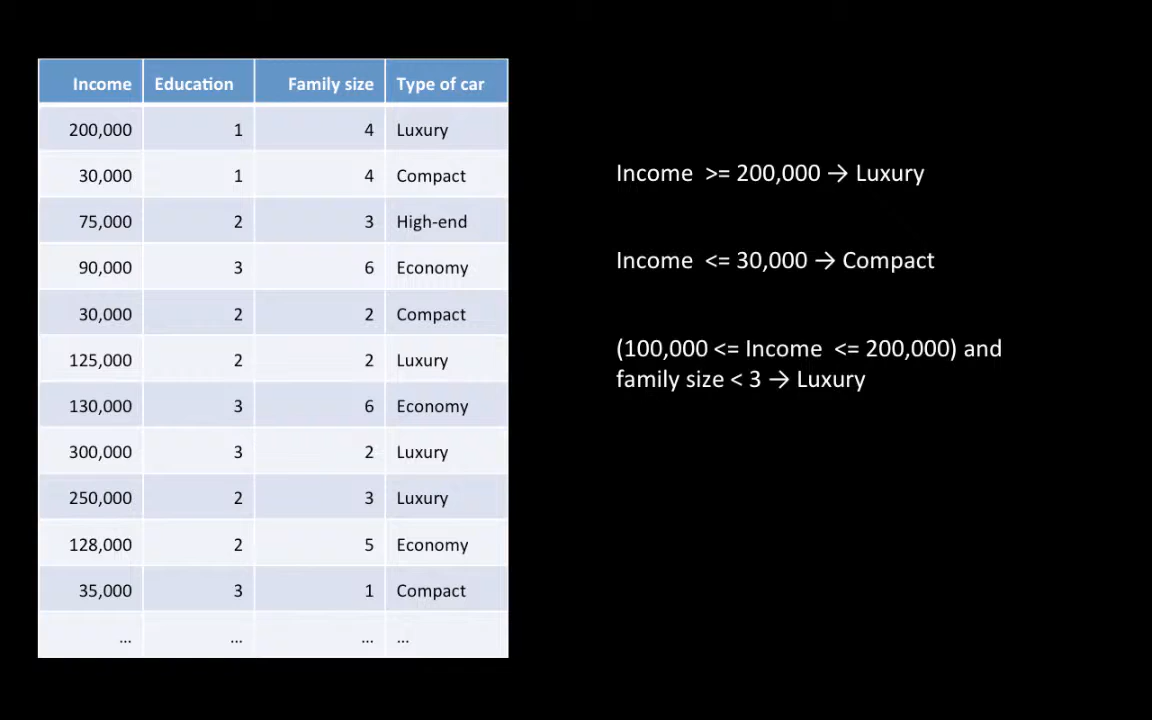 Income Education Family size Type of car
200,000 1 4 Luxury
30,000 1 4 Compact
75,000 2 3 High-end
90,000 3 6 Economy
30,000 2 2 Compact
125,000 2 2 Luxury
130,000 3 6 Economy
300,000 3 2 Luxury
250,000 2 3 Luxury
128,000 2 5 Economy
35,000 3 1 Compact
... ... ... ...
Income >= 200,000 → Luxury
Income <= 30,000 → Compact
(100,000 <= Income <= 200,000) and
family size < 3 → Luxury